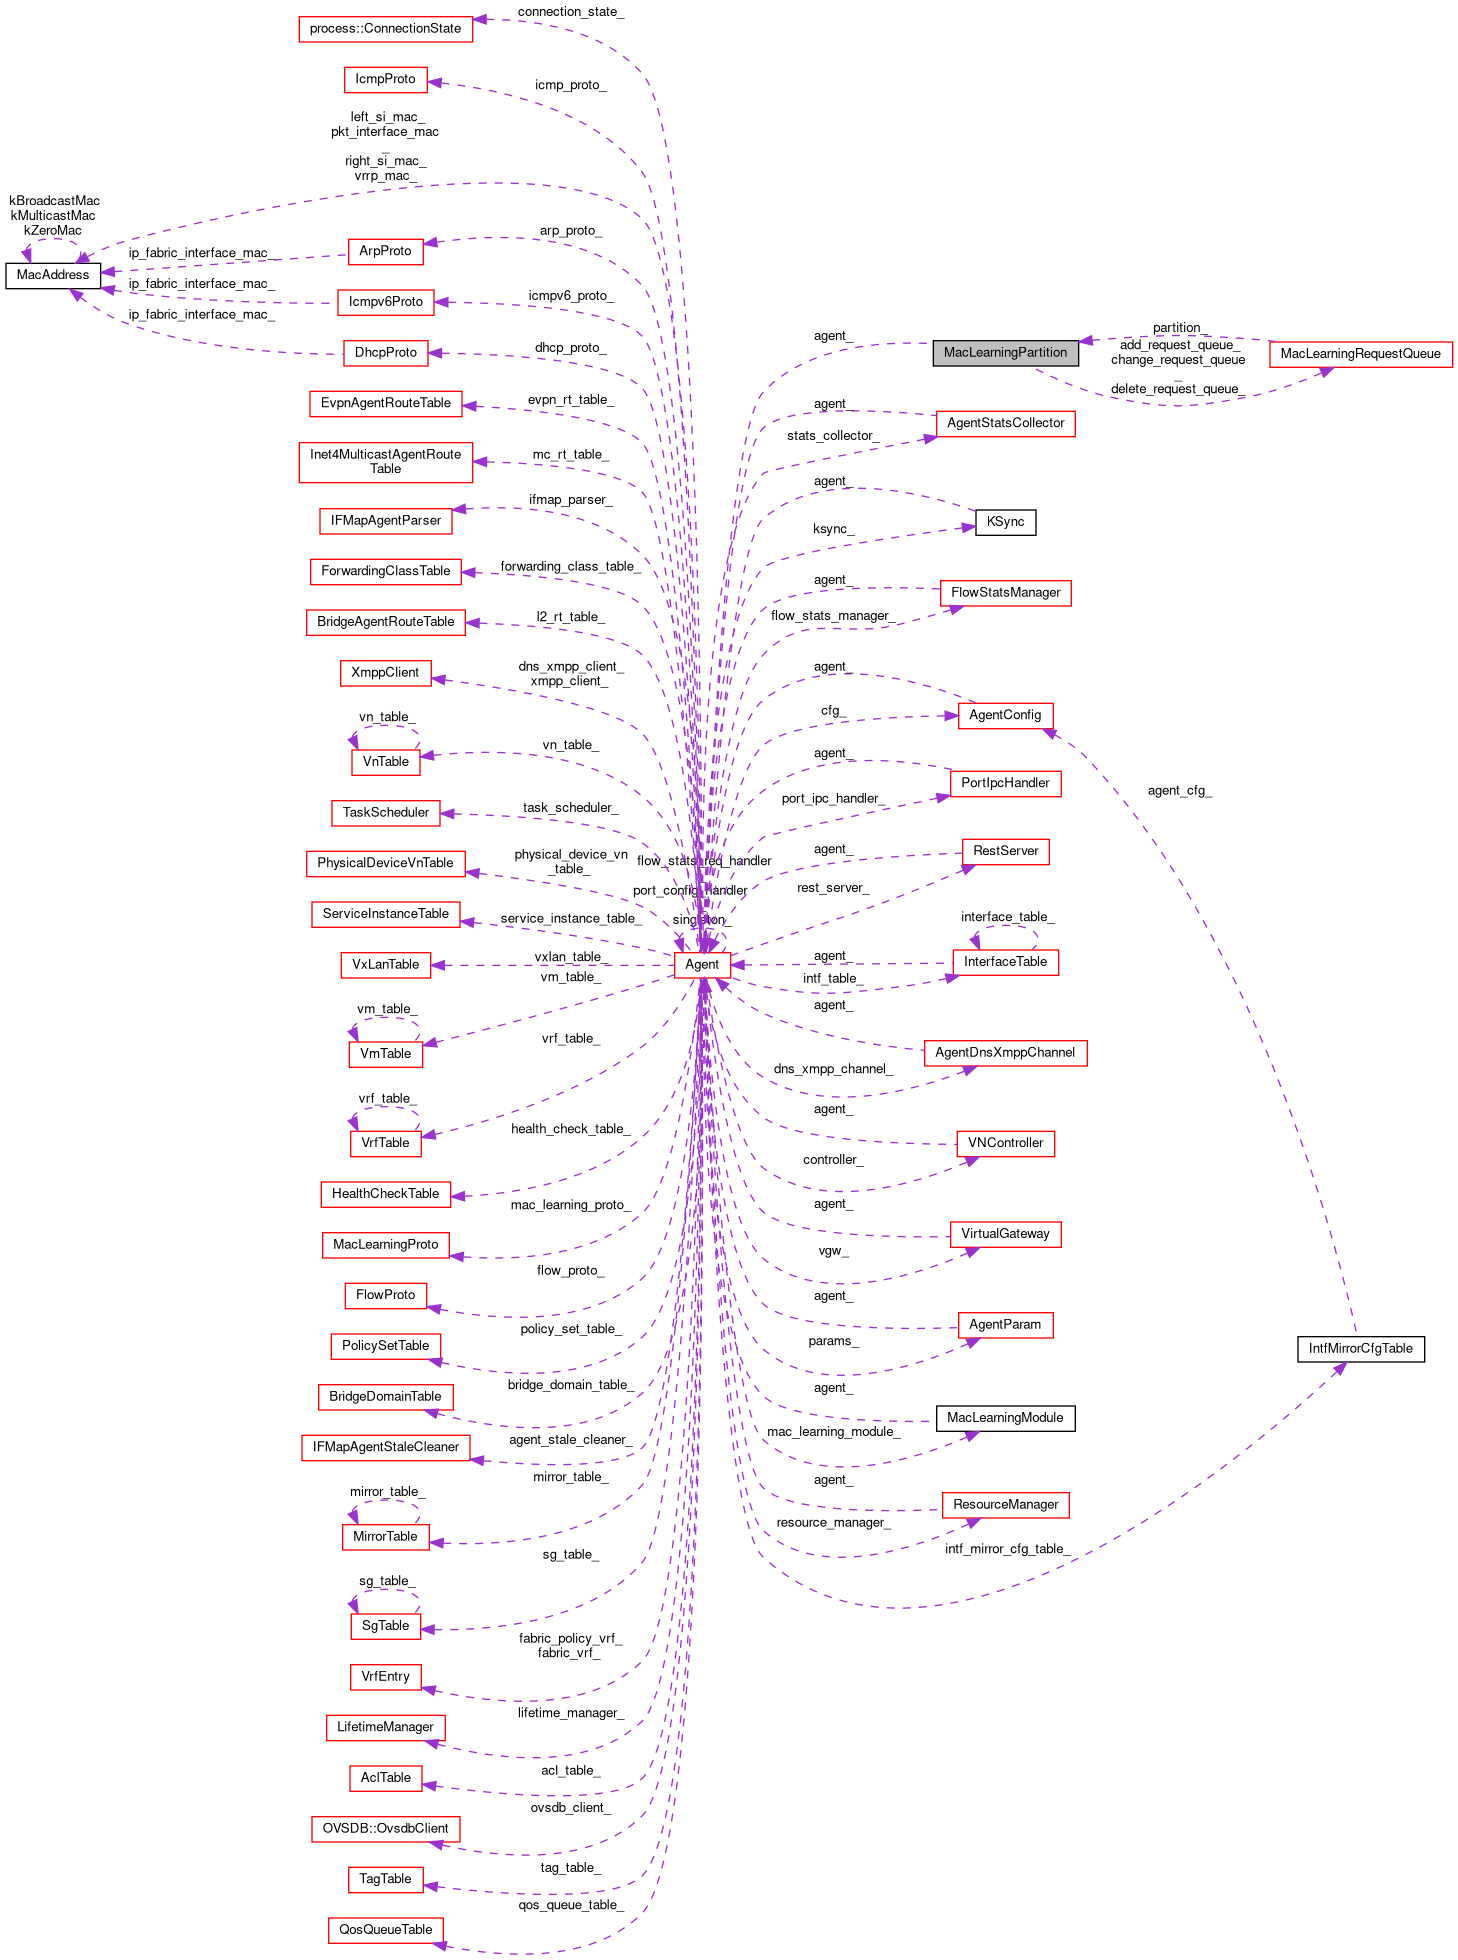 connection_state_
process::ConnectionState
IcmpProto
icmp_proto_
left_si_mac_
pkt_interface_mac
_
right_si_mac_
vrrp_mac_
kBroadcastMac
kMulticastMac
kZeroMac
MacAddress
ip_fabric_interface_mac_
ArpProto
arp_proto_
ip_fabric_interface_mac_
Icmpv6Proto
icmpv6_proto_
ip_fabric_interface_mac_
DhcpProto
dhcp_proto_
EvpnAgentRouteTable
evpn_rt_table_
Inet4MulticastAgentRoute
Table
mc_rt_table_
IFMapAgentParser
ifmap_parser_
ForwardingClassTable
forwarding_class_table_
BridgeAgentRouteTable
l2_rt_table_
XmppClient
dns_xmpp_client_
xmpp_client_
vn_table_
VnTable
vn_table_
TaskScheduler
task_scheduler_
PhysicalDeviceVnTable
physical_device_vn
_table_
ServiceInstanceTable
service_instance_table_
VxLanTable
vxlan_table_
vm_table_
vm_table_
VmTable
vrf_table_
vrf_table_
VrfTable
HealthCheckTable
health_check_table_
MacLearningProto
mac_learning_proto_
FlowProto
flow_proto_
PolicySetTable
policy_set_table_
BridgeDomainTable
bridge_domain_table_
IFMapAgentStaleCleaner
agent_stale_cleaner_
mirror_table_
mirror_table_
MirrorTable
sg_table_
sg_table_
SgTable
fabric_policy_vrf_
fabric_vrf_
VrfEntry
LifetimeManager
lifetime_manager_
AclTable
acl_table_
OVSDB::OvsdbClient
ovsdb_client_
TagTable
tag_table_
QosQueueTable
qos_queue_table_
flow_stats_req_handler
port_config_handler
singleton_
Agent
agent_
MacLearningPartition
partition_
add_request_queue_
change_request_queue
_
delete_request_queue_
MacLearningRequestQueue
agent_
stats_collector_
AgentStatsCollector
agent_
ksync_
KSync
agent_
flow_stats_manager_
FlowStatsManager
agent_
cfg_
AgentConfig
agent_cfg_
agent_
port_ipc_handler_
PortIpcHandler
agent_
rest_server_
RestServer
interface_table_
agent_
intf_table_
InterfaceTable
agent_
AgentDnsXmppChannel
dns_xmpp_channel_
agent_
VNController
controller_
agent_
VirtualGateway
vgw_
agent_
AgentParam
params_
IntfMirrorCfgTable
agent_
MacLearningModule
mac_learning_module_
agent_
ResourceManager
resource_manager_
intf_mirror_cfg_table_